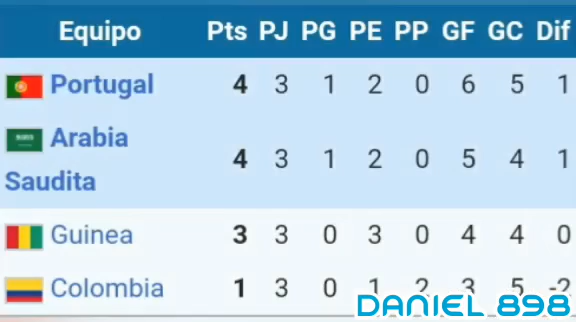 Equipo Pts PJ PG PE PP GF GC Dif
Portugal 4 3 1 2 0 6 5 1
Arabia
Saudita 4 3 1 2 0 5 4 1
Guinea 3 3 0 3 0 4 4 0
Colombia 1 3 0 1 2 3 5 -2
DANIEL 898